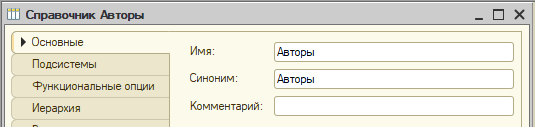 Справочник Авторы
Основные
Подсистемы
Функциональные опции
Иерархия
Имя: Авторы
Синоним: Авторы
Комментарий: